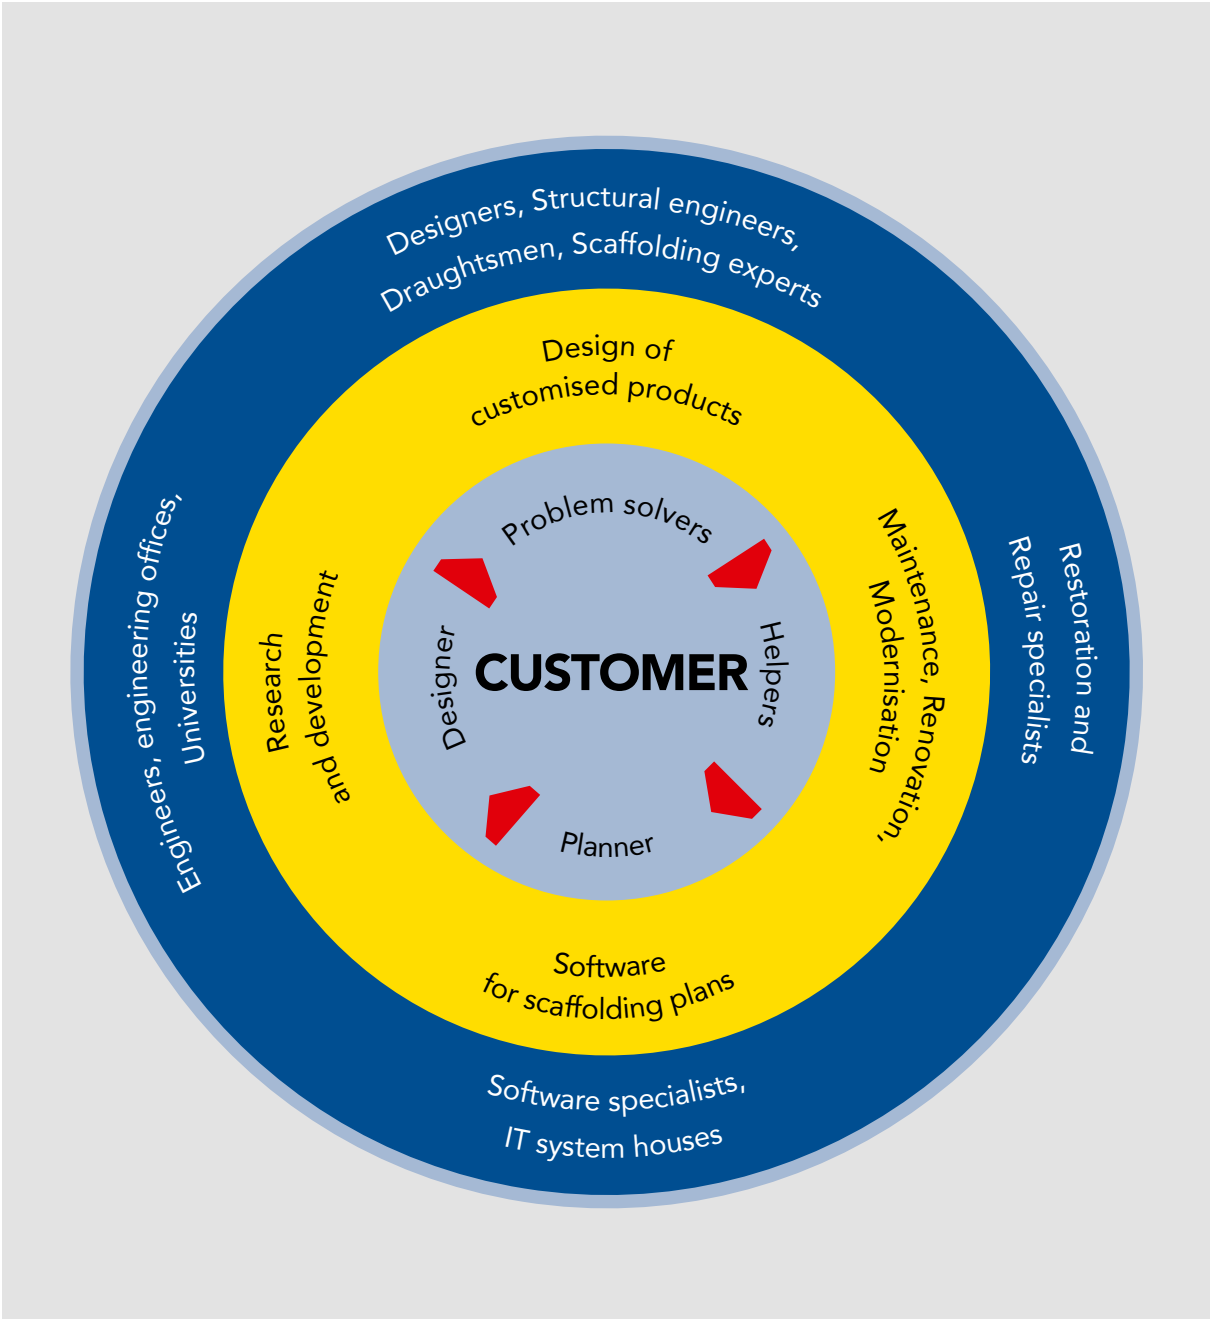 Designers, Structural engineers,
Draughtsmen, Scaffolding experts
Design of
customised products
Problem solvers
Engineers, engineering offices,
Universities
Research
and development
Designer
CUSTOMER
Helpers
Maintenance, Renovation,
Modernisation
Restoration and
Repair specialists
Planner
Software
for scaffolding plans
Software specialists,
IT system houses